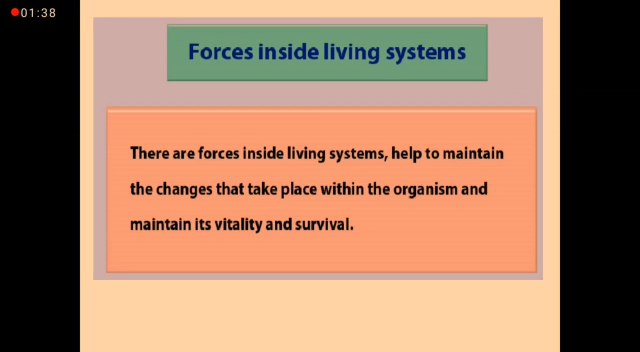 01:38
Forces inside living systems
There are forces inside living systems, help to maintain
the changes that take place within the organism and
maintain its vitality and survival.